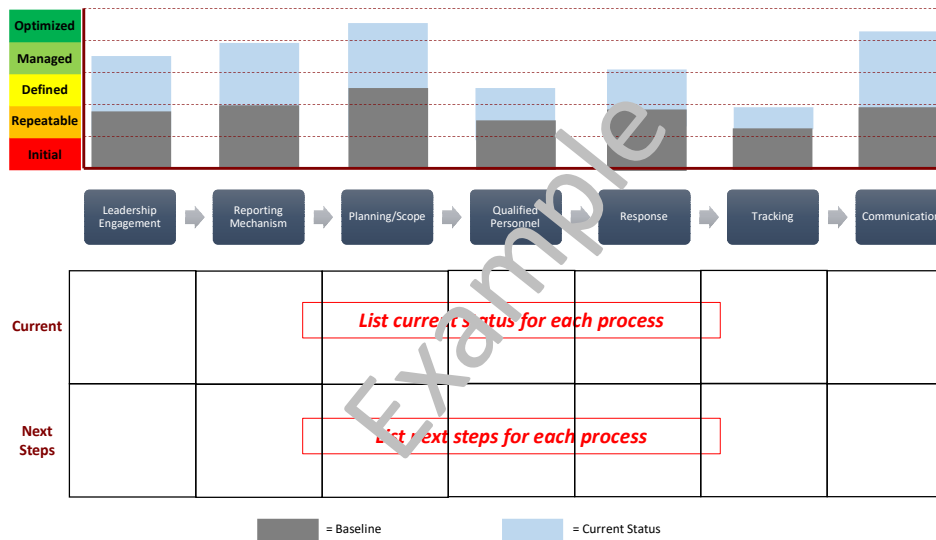 Optimized
Managed
Defined
Repeatable
Initial
Leadership
Engagement
Reporting
Mechanism
Planning/Scope
Qualified
Personnel
Response
Tracking
Communication
Current
List current status for each process
Next
Steps
List next steps for each process
Example
= Baseline
= Current Status